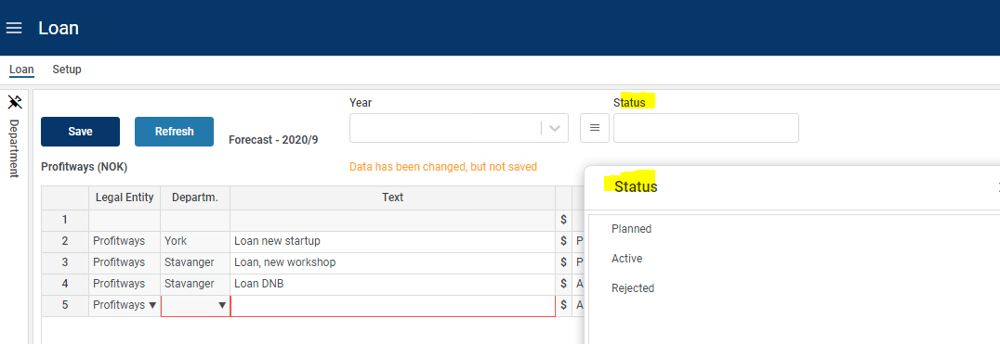 Loan
Loan Setup
Department
Year Status
Save Refresh Forecast - 2020/9
Profitways (NOK) Data has been changed, but not saved
Status
Planned
Active
Rejected
Legal Entity Departm. Text
1 $
2 Profitways York Loan new startup $ P
3 Profitways Stavanger Loan, new workshop $ P
4 Profitways Stavanger Loan DNB $ A
5 Profitways $ A